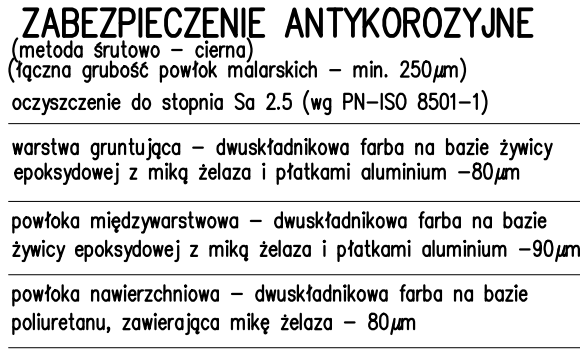 ZABEZPIECZENIE ANTYKOROZYJNE
(metoda śrutowo – cierna)
(łączna grubość powłok malarskich – min. 250μm)
oczyszczenie do stopnia Sa 2.5 (wg PN–ISO 8501–1)
warstwa gruntująca – dwuskładnikowa farba na bazie żywicy
epoksydowej z miką żelaza i płatkami aluminium –80μm
powłoka międzywarstwowa – dwuskładnikowa farba na bazie
żywicy epoksydowej z miką żelaza i płatkami aluminium –90μm
powłoka nawierzchniowa – dwuskładnikowa farba na bazie
poliuretanu, zawierająca mikę żelaza – 80μm